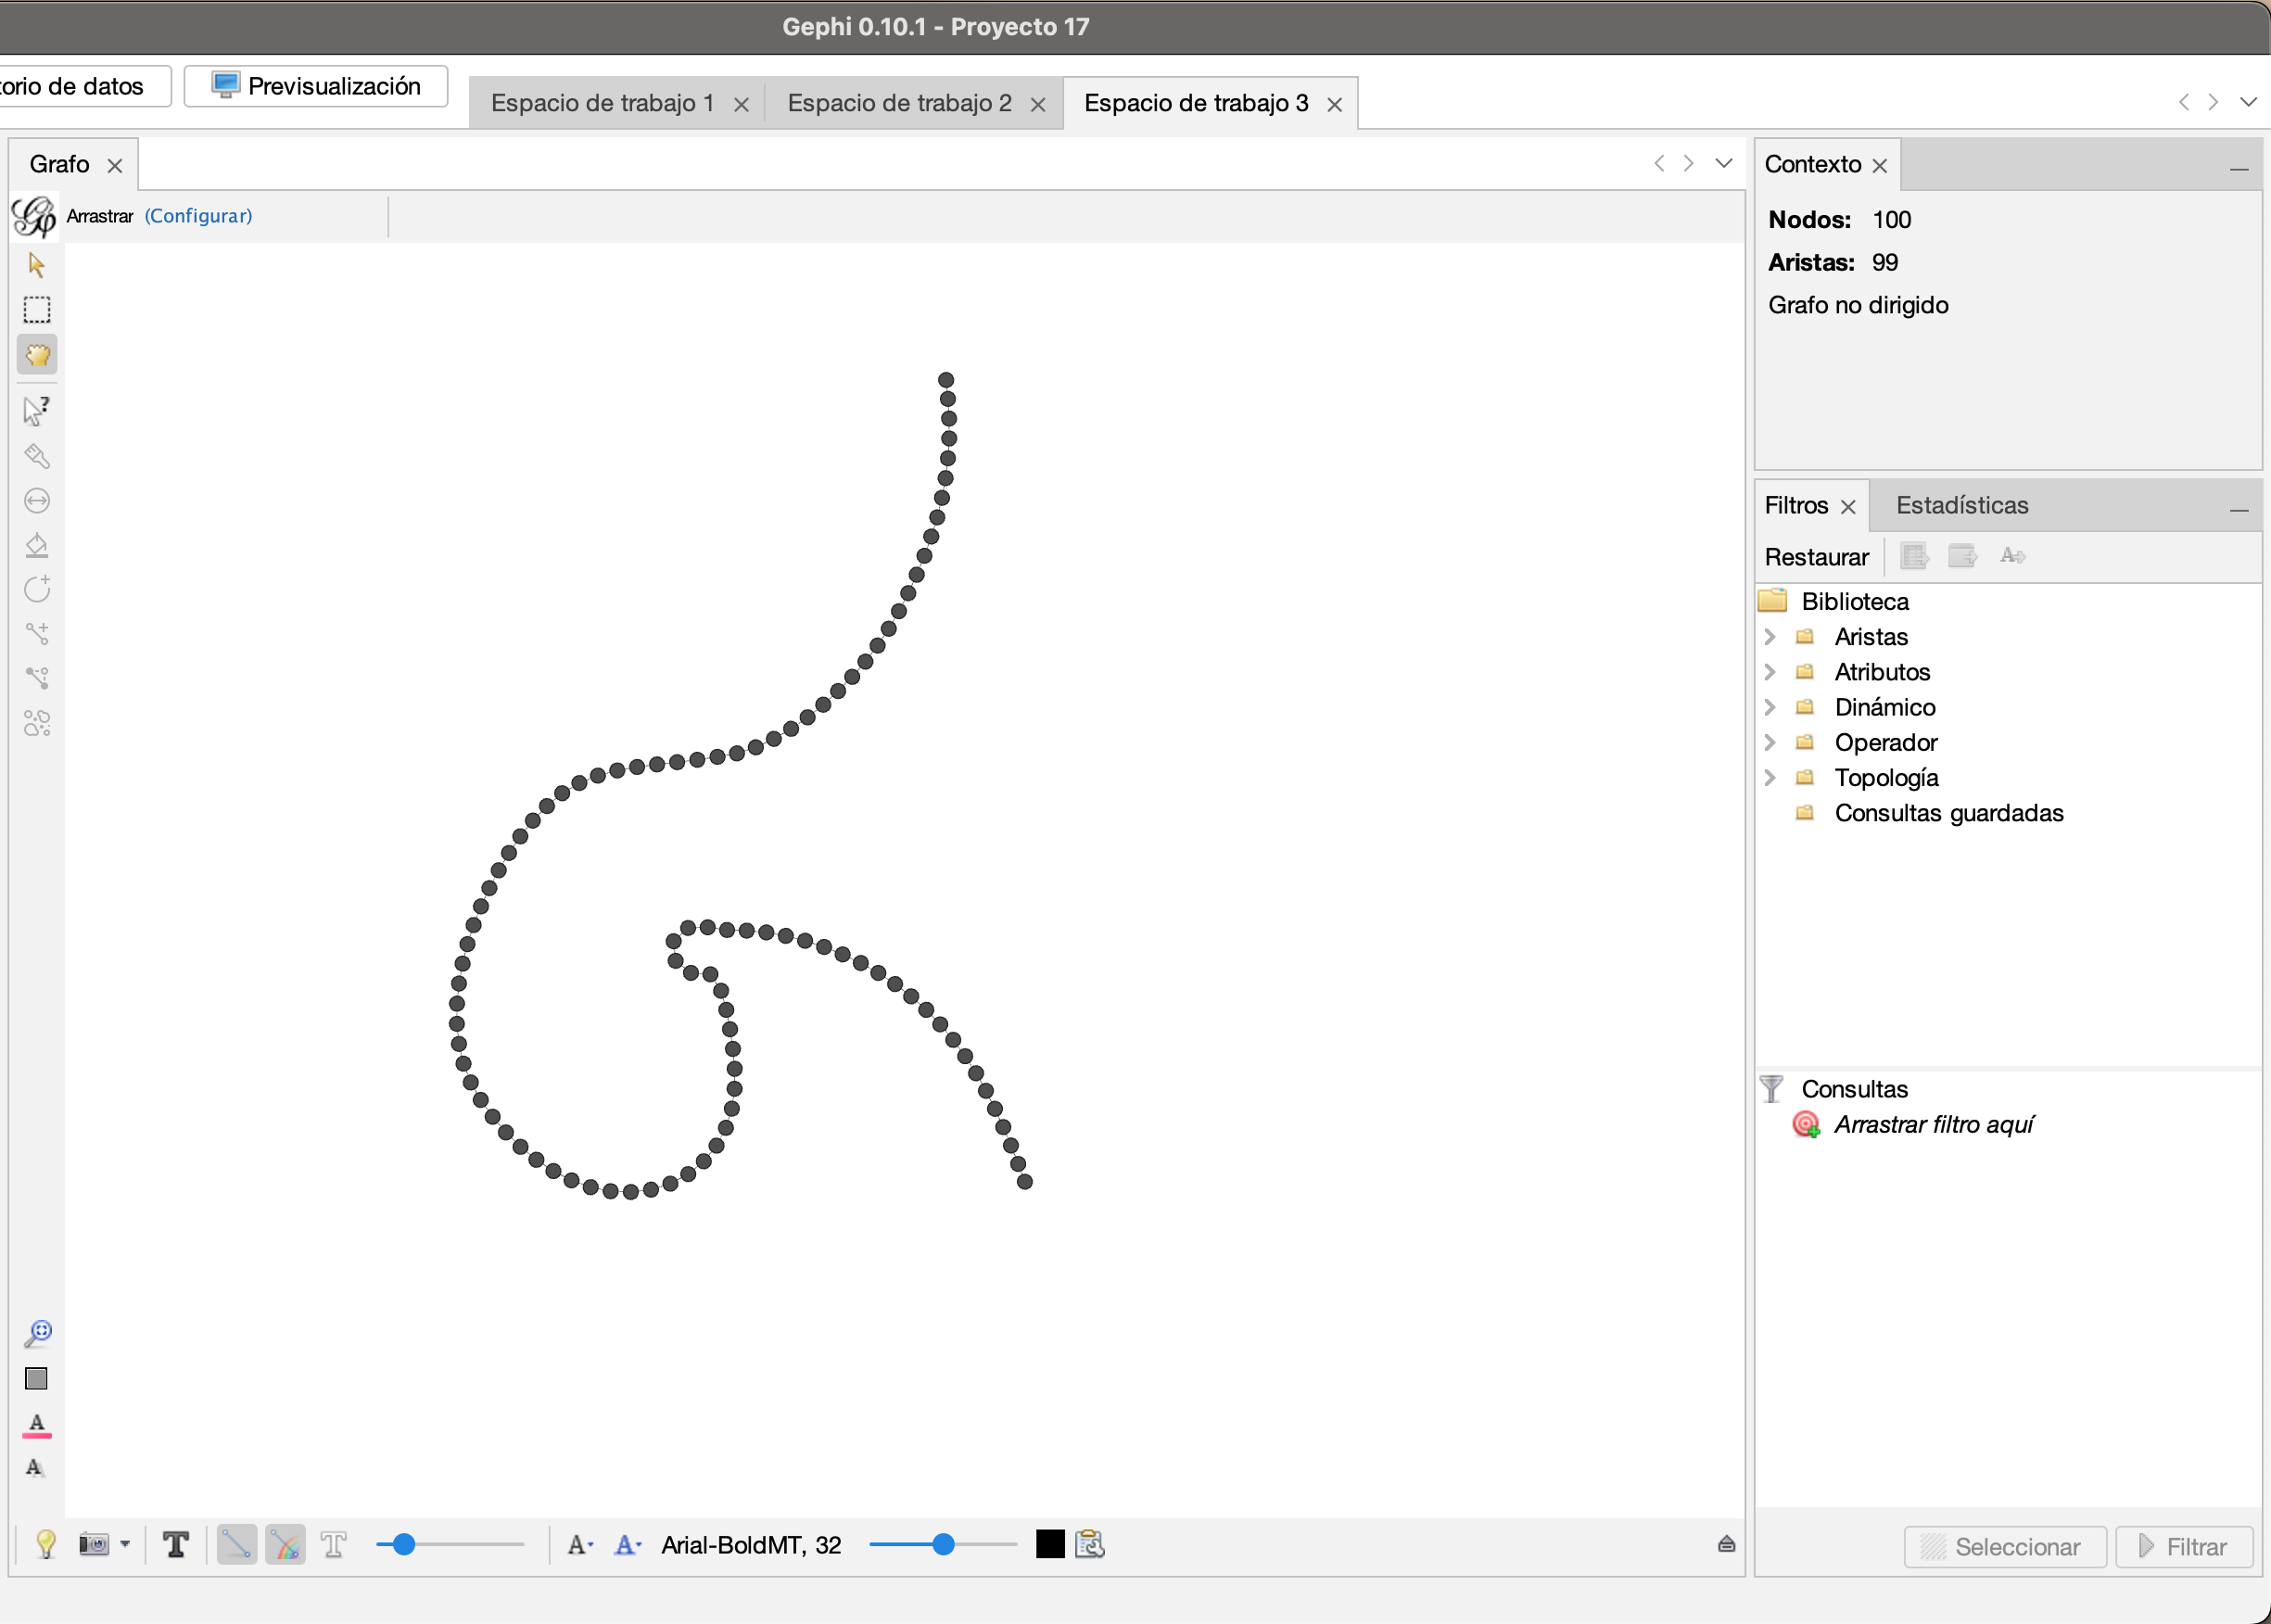 Gephi 0.10.1 - Proyecto 17
torio de datos
Previsualización
Espacio de trabajo 1
Espacio de trabajo 2
Espacio de trabajo 3
Grafo
Arrastrar (Configurar)
Contexto
Nodos: 100
Aristas: 99
Grafo no dirigido
Filtros
Estadísticas
Restaurar
Biblioteca
Aristas
Atributos
Dinámico
Operador
Topología
Consultas guardadas
Consultas
Arrastrar filtro aquí
Arial-BoldMT, 32
Seleccionar
Filtrar